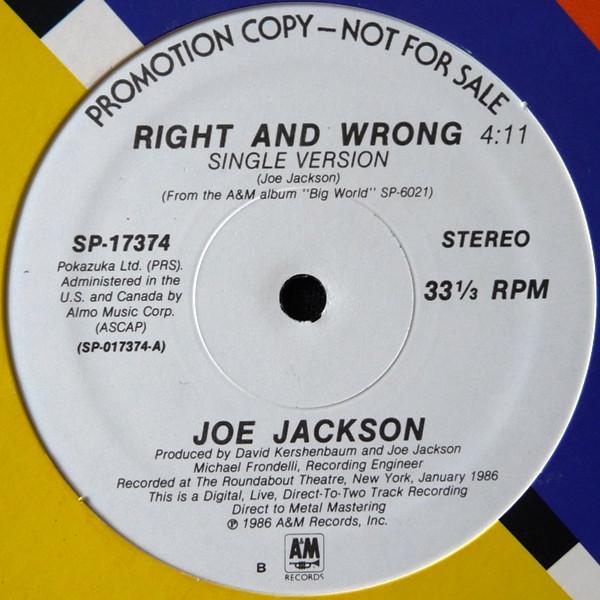 PROMOTION COPY — NOT FOR SALE
RIGHT AND WRONG 4:11
SINGLE VERSION
(Joe Jackson)
(From the A&M album "Big World" SP-6021)
SP-17374
Pokazuka Ltd. (PRS).
Administered in the
U.S. and Canada by
Almo Music Corp.
(ASCAP)
(SP-017374-A)
STEREO
33 1/3 RPM
JOE JACKSON
Produced by David Kershenbaum and Joe Jackson
Michael Frondelli, Recording Engineer
Recorded at The Roundabout Theatre, New York, January 1986
This is a Digital, Live, Direct-To-Two Track Recording
Direct to Metal Mastering
℗ 1986 A&M Records, Inc.
B
A&M
RECORDS